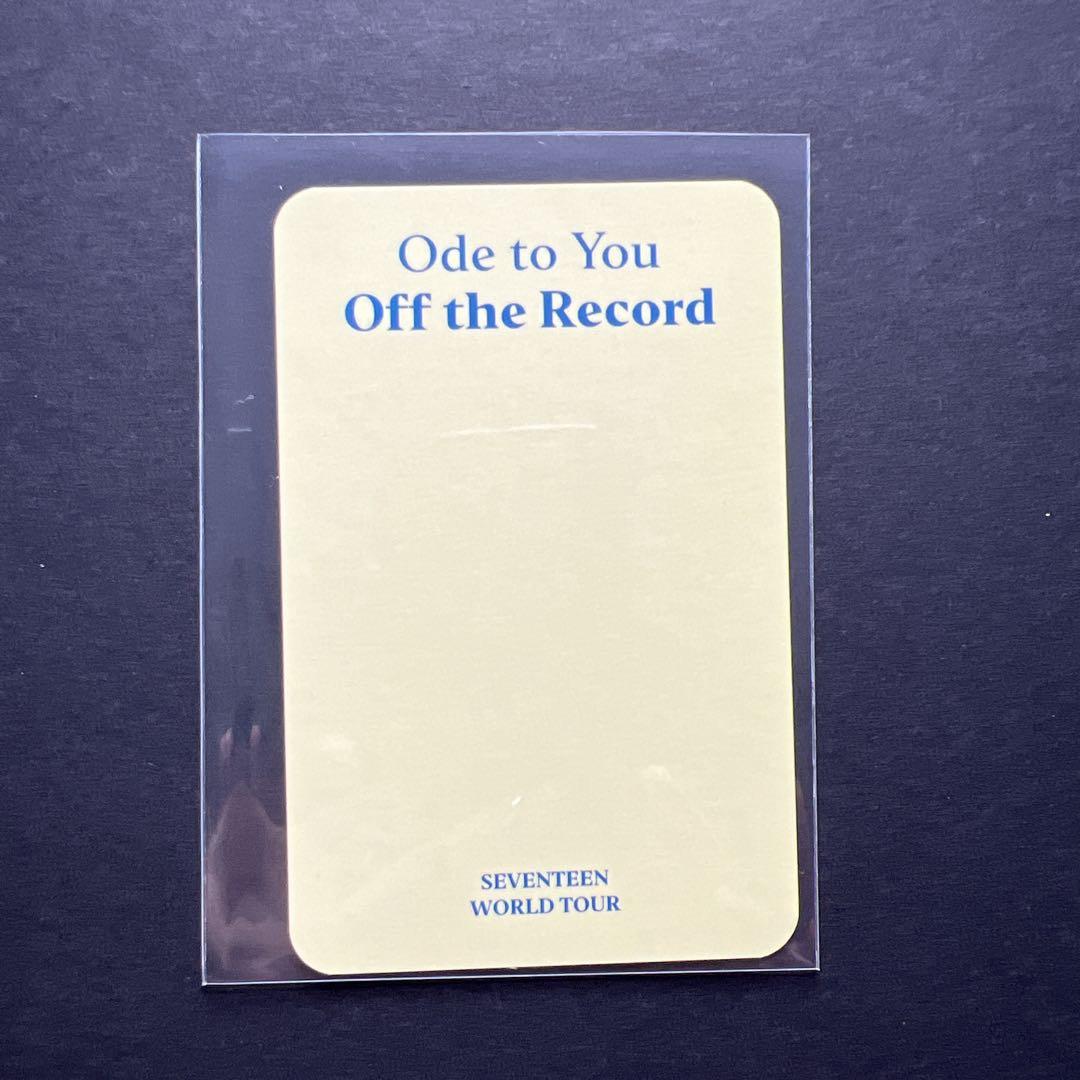 Ode to You
Off the Record
SEVENTEEN
WORLD TOUR